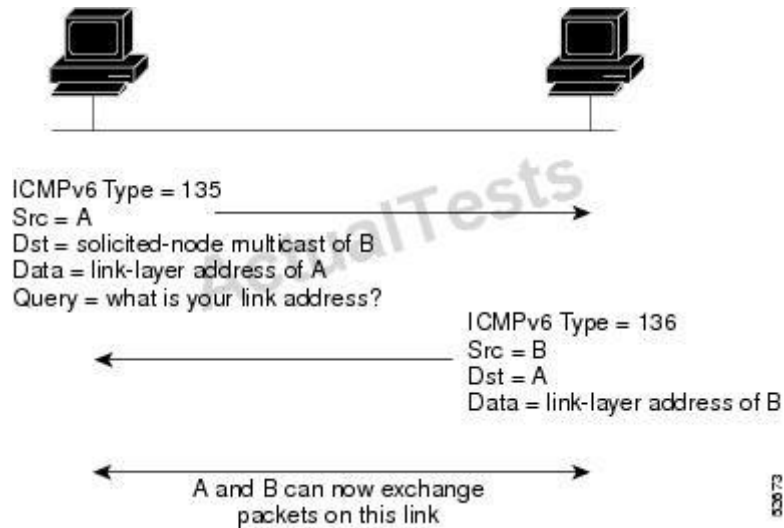 ActualTests
ICMPv6 Type = 135
Src = A
Dst = solicited-node multicast of B
Data = link-layer address of A
Query = what is your link address?
ICMPv6 Type = 136
Src = B
Dst = A
Data = link-layer address of B
A and B can now exchange
packets on this link